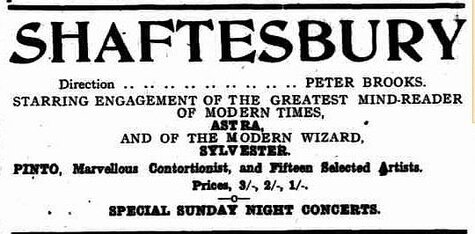 SHAFTESBURY
Direction .. .. .. .. .. .. .. .. .. .. PETER BROOKS.
STARRING ENGAGEMENT OF THE GREATEST MIND-READER
OF MODERN TIMES,
ASTRA,
AND OF THE MODERN WIZARD,
SYLVESTER.
PINTO, Marvellous Contortionist, and Fifteen Selected Artists.
Prices, 3/-, 2/-, 1/-.
SPECIAL SUNDAY NIGHT CONCERTS.